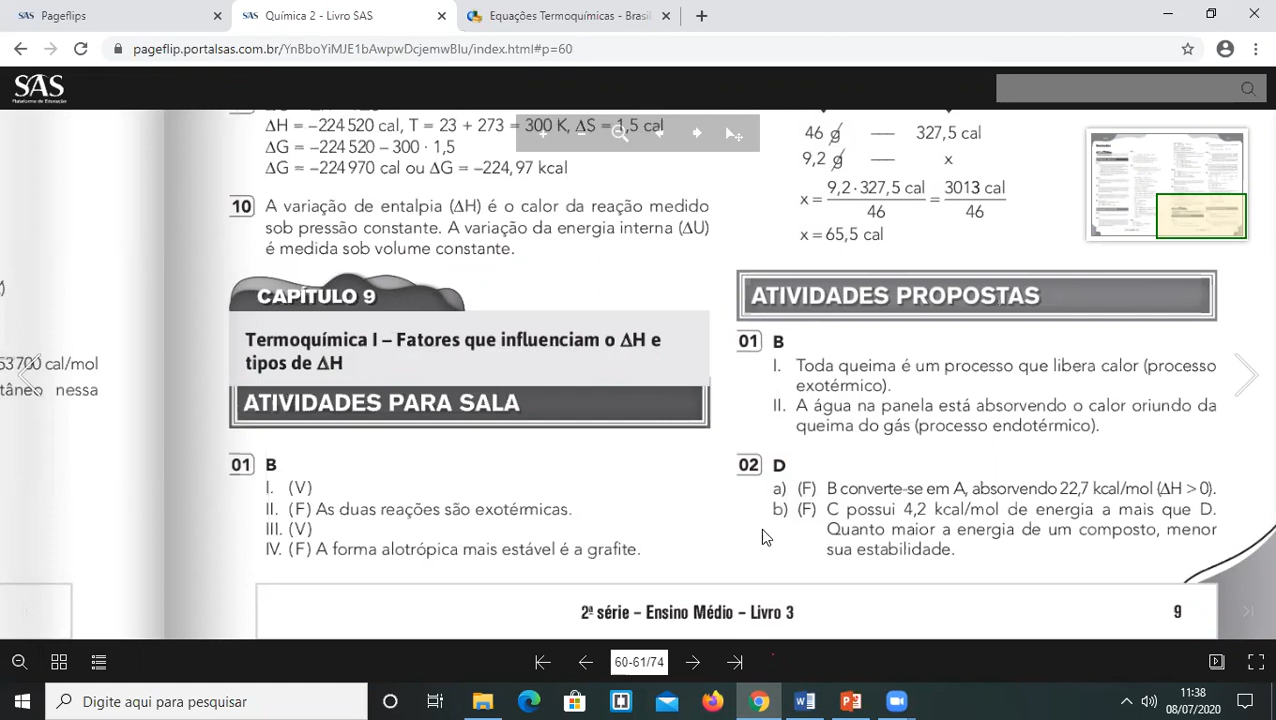 Pageflips
Química 2 - Livro SAS
Equações Termoquímicas - Brasil
pageflip.portalsas.com.br/YnBboYiMJE1bAwpwDcjemwBlu/index.html#p=60
SAS
Plataforma de Educação
ΔH = –224 520 cal, T = 23 + 273 = 300 K, ΔS = 1,5 cal
ΔG = –224 520 – 300 · 1,5
ΔG = –224 970 cal ou ΔG = –224,97 kcal
10 A variação de entalpia (ΔH) é o calor da reação medido
sob pressão constante. A variação da energia interna (ΔU)
é medida sob volume constante.
53700 cal/mol
nessa
CAPÍTULO 9
Termoquímica I – Fatores que influenciam o ΔH e
tipos de ΔH
ATIVIDADES PARA SALA
01 B
I. (V)
II. (F) As duas reações são exotérmicas.
III. (V)
IV. (F) A forma alotrópica mais estável é a grafite.
46 g — 327,5 cal
9,2 g — x
x = 9,2 · 327,5 cal / 46 = 3013 cal / 46
x = 65,5 cal
ATIVIDADES PROPOSTAS
01 B
I. Toda queima é um processo que libera calor (processo
exotérmico).
II. A água na panela está absorvendo o calor oriundo da
queima do gás (processo endotérmico).
02 D
a) (F) B converte-se em A, absorvendo 22,7 kcal/mol (ΔH > 0).
b) (F) C possui 4,2 kcal/mol de energia a mais que D.
Quanto maior a energia de um composto, menor
sua estabilidade.
2ª série – Ensino Médio – Livro 3
9
60-61/74
Digite aqui para pesquisar
11:38
08/07/2020